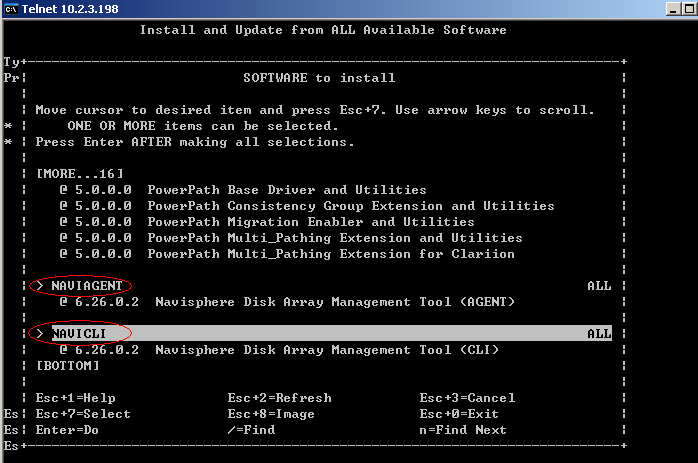 Telnet 10.2.3.198
Install and Update from ALL Available Software
Ty
Pr SOFTWARE to install
Move cursor to desired item and press Esc+7. Use arrow keys to scroll.
* ONE OR MORE items can be selected.
* Press Enter AFTER making all selections.
[MORE...16]
@ 5.0.0.0 PowerPath Base Driver and Utilities
@ 5.0.0.0 PowerPath Consistency Group Extension and Utilities
@ 5.0.0.0 PowerPath Migration Enabler and Utilities
@ 5.0.0.0 PowerPath Multi_Pathing Extension and Utilities
@ 5.0.0.0 PowerPath Multi_Pathing Extension for Clariion
> NAVIAGENT ALL
@ 6.26.0.2 Navisphere Disk Array Management Tool (AGENT)
> NAVICLI ALL
@ 6.26.0.2 Navisphere Disk Array Management Tool (CLI)
[BOTTOM]
Esc+1=Help Esc+2=Refresh Esc+3=Cancel
Es Esc+7=Select Esc+8=Image Esc+0=Exit
Es Enter=Do /=Find n=Find Next
Es